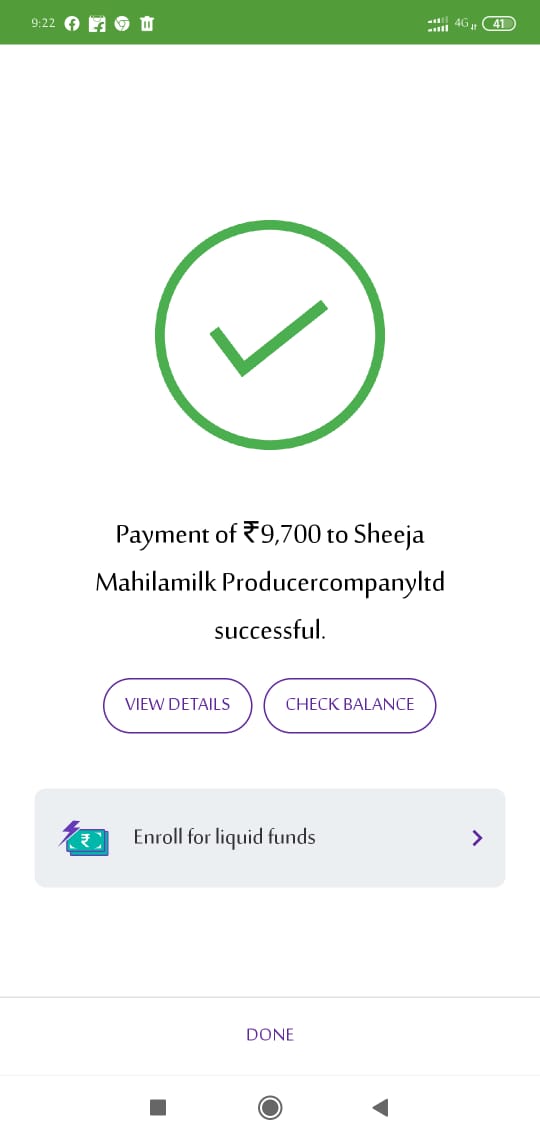 9:22 4G 41
Payment of ₹9,700 to Sheeja
Mahilamilk Producercompanyltd
successful.
VIEW DETAILS CHECK BALANCE
₹ Enroll for liquid funds
DONE